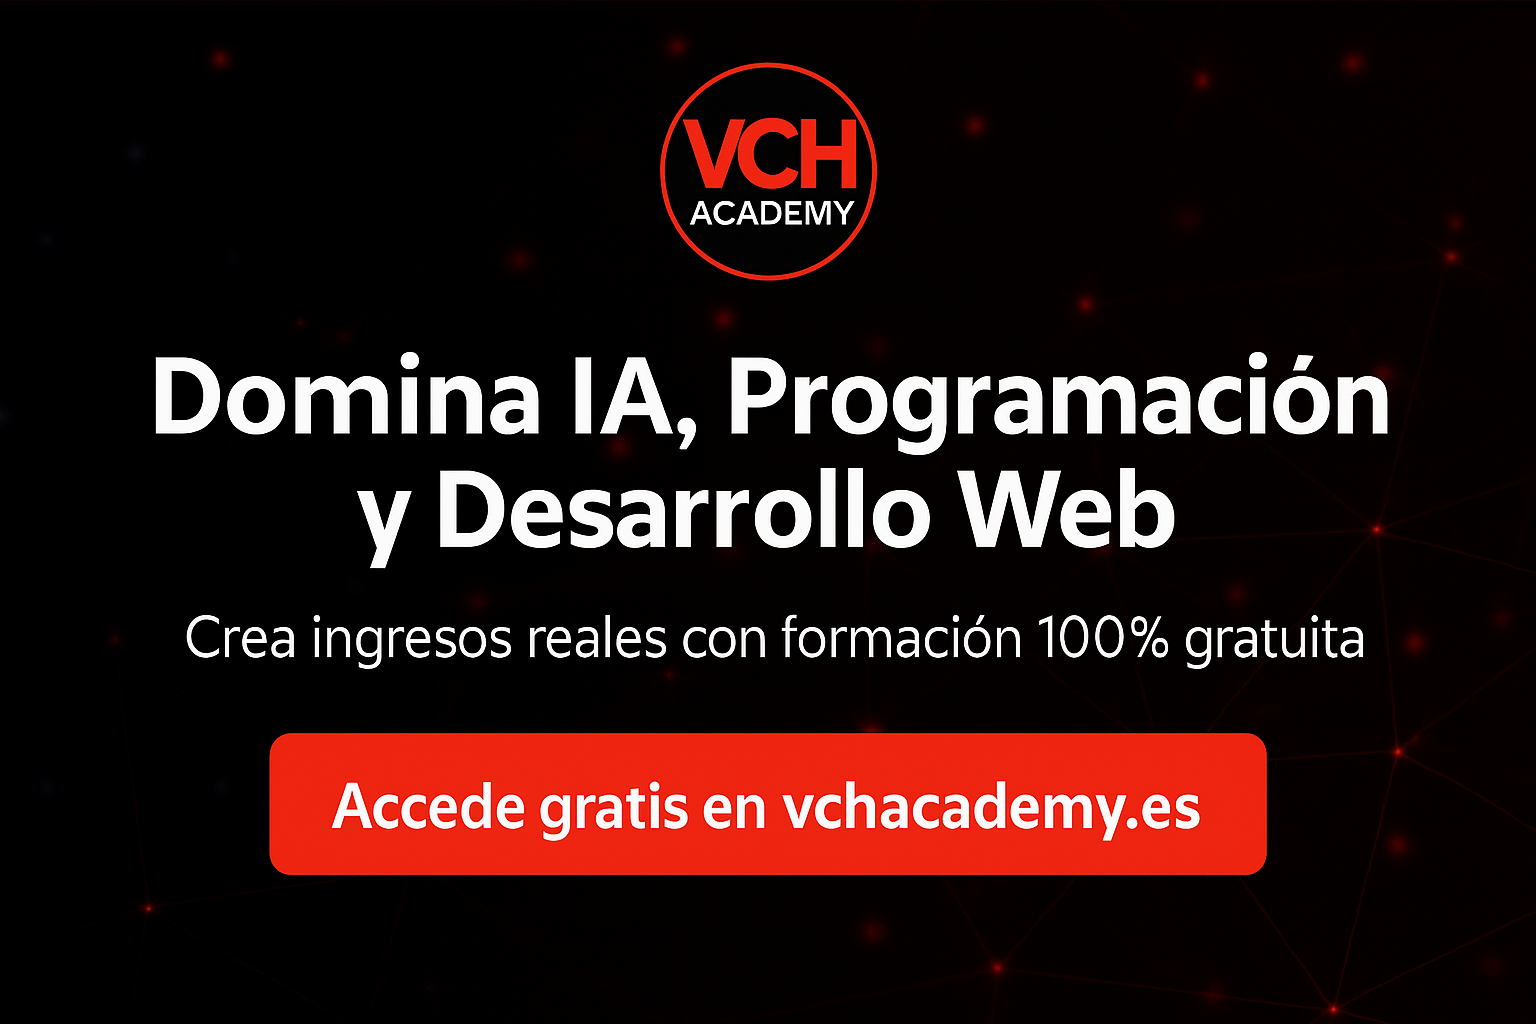 VCH
ACADEMY
Domina IA, Programación
y Desarrollo Web
Crea ingresos reales con formación 100% gratuita
Accede gratis en vchacademy.es